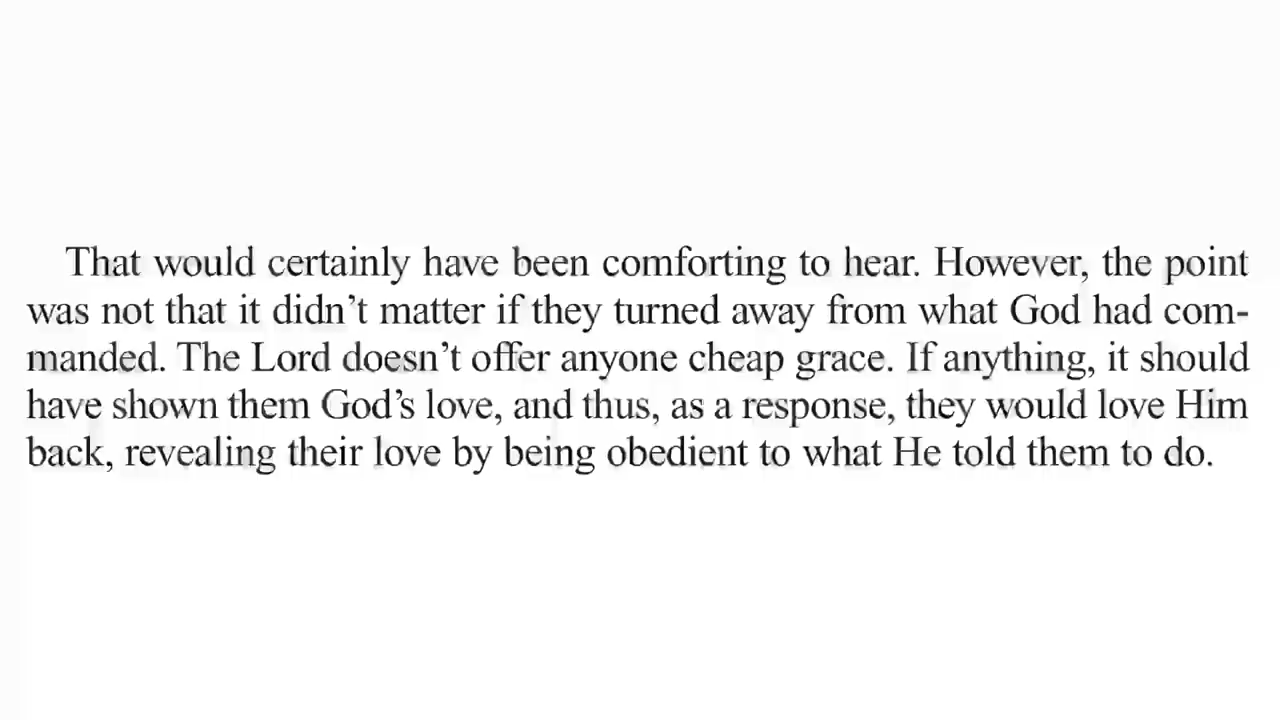 That would certainly have been comforting to hear. However, the point
was not that it didn’t matter if they turned away from what God had com-
manded. The Lord doesn’t offer anyone cheap grace. If anything, it should
have shown them God’s love, and thus, as a response, they would love Him
back, revealing their love by being obedient to what He told them to do.